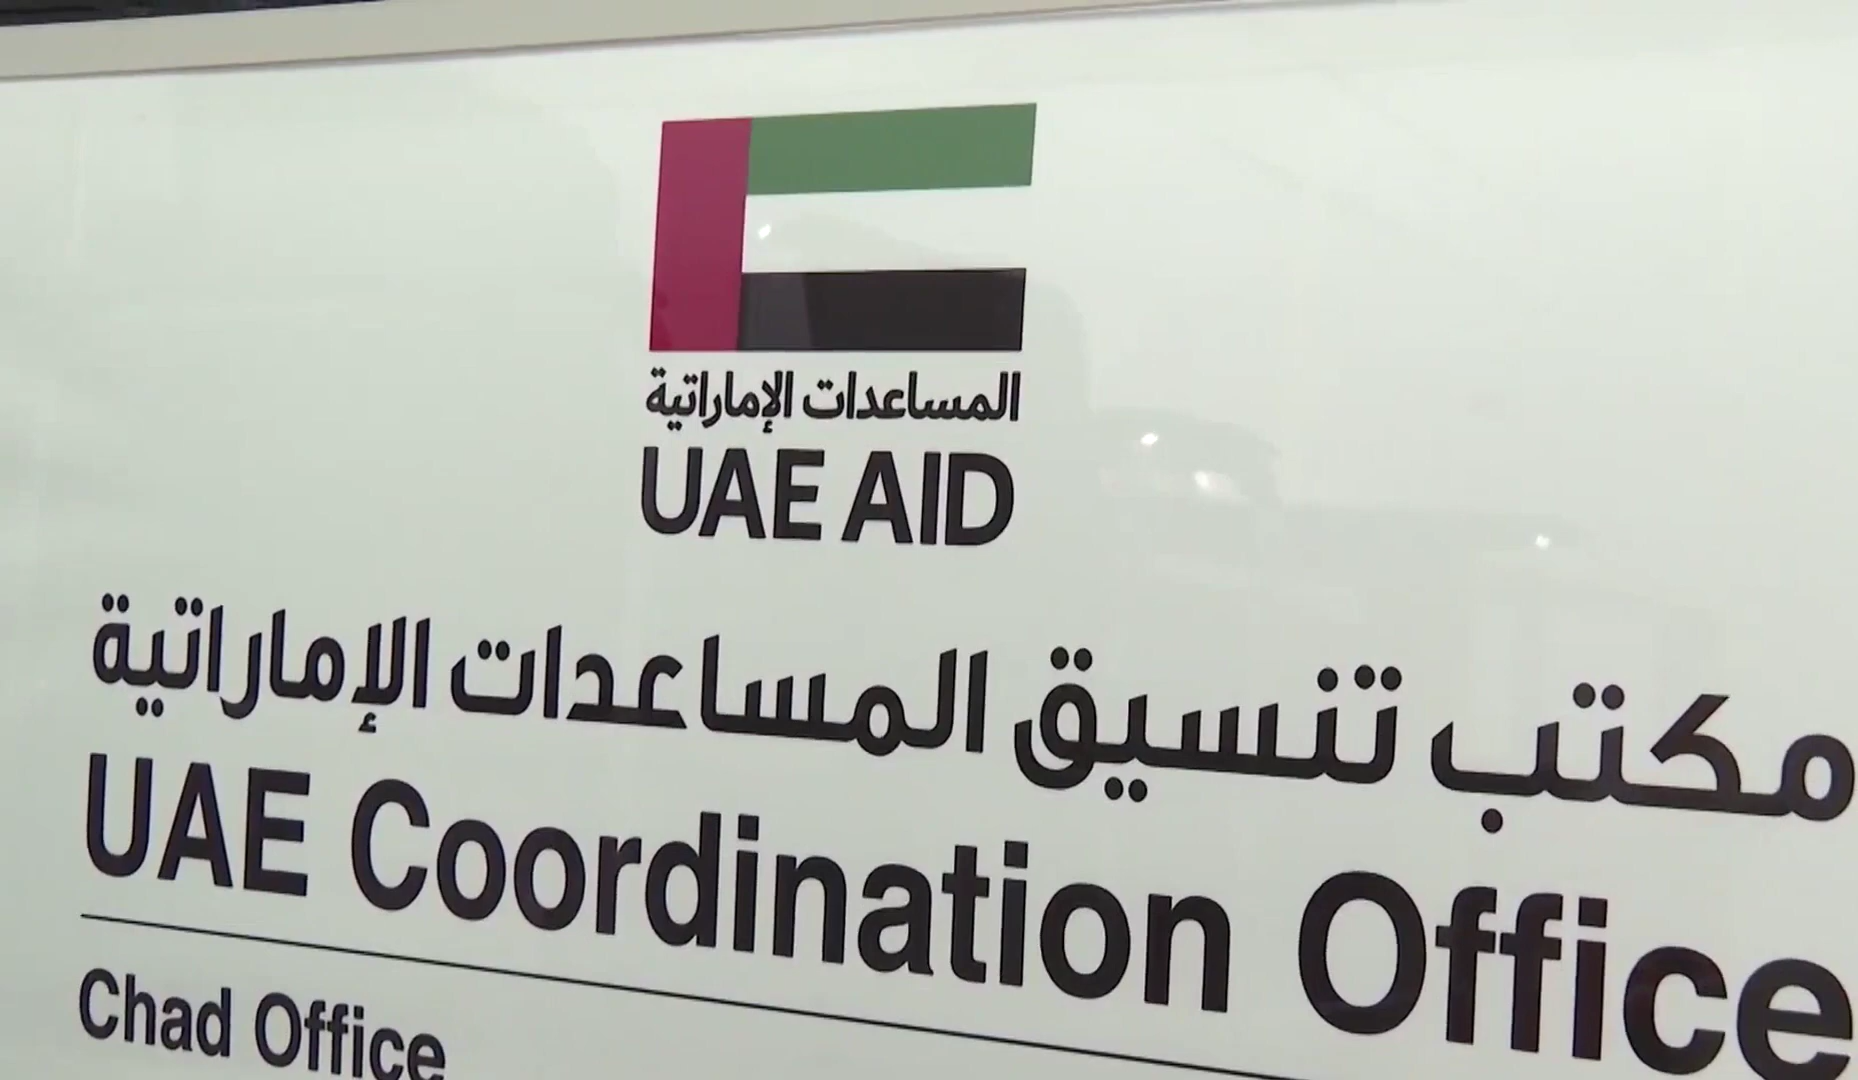 المساعدات الإماراتية
UAE AID
مكتب تنسيق المساعدات الإماراتية
UAE Coordination Office
Chad Office